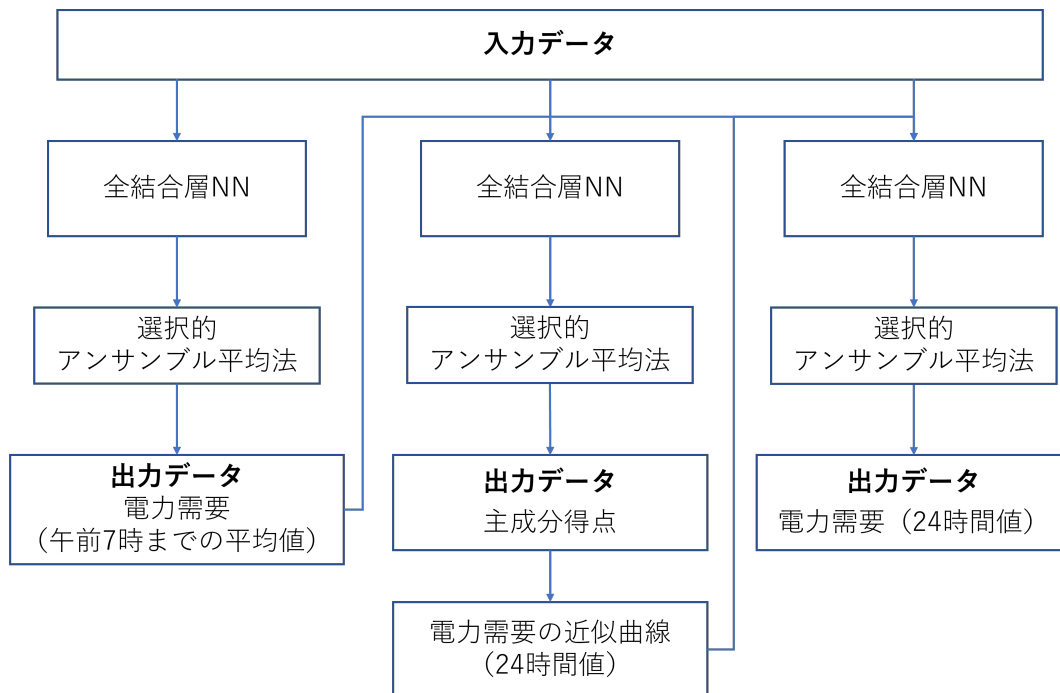 入力データ
全結合層NN
全結合層NN
全結合層NN
選択的
アンサンブル平均法
選択的
アンサンブル平均法
選択的
アンサンブル平均法
出力データ
電力需要
（午前7時までの平均値）
出力データ
主成分得点
出力データ
電力需要（24時間値）
電力需要の近似曲線
（24時間値）